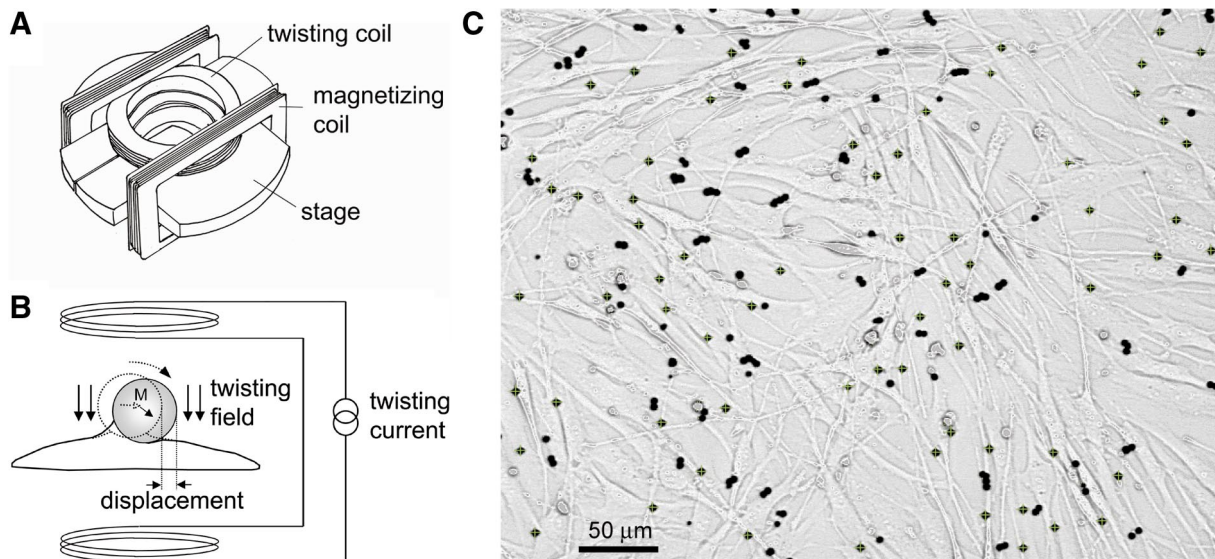 A
twisting coil
magnetizing
coil
stage
B
M
twisting
field
twisting
current
displacement
C
50 μm